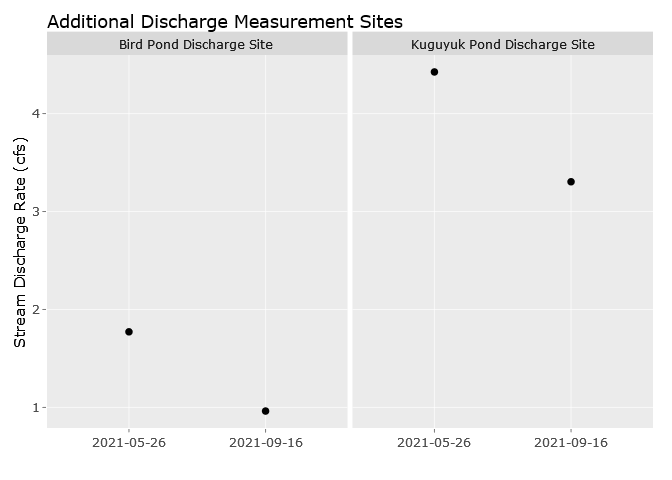 Additional Discharge Measurement Sites
Bird Pond Discharge Site
Kuguyuk Pond Discharge Site
Stream Discharge Rate (cfs)
4
3
2
1
2021-05-26
2021-09-16
2021-05-26
2021-09-16